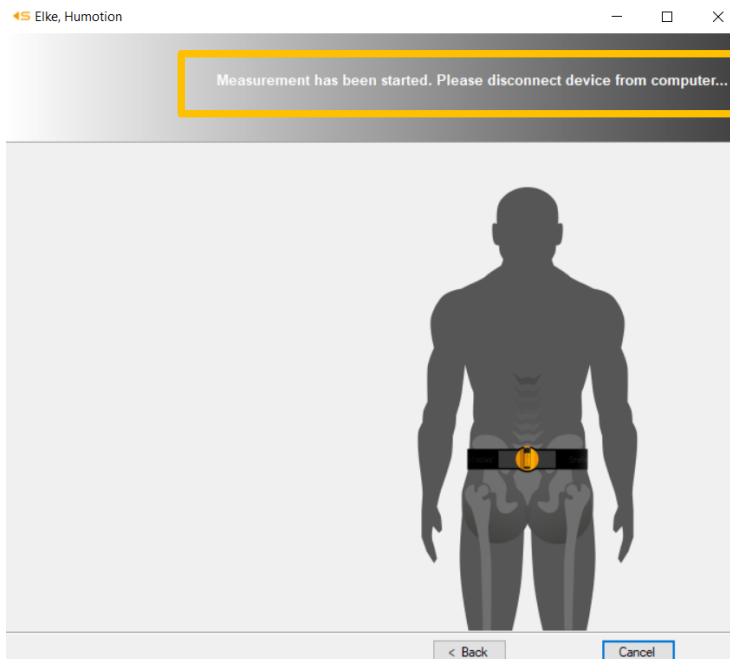 Elke, Humotion
Measurement has been started. Please disconnect device from computer...
< Back
Cancel